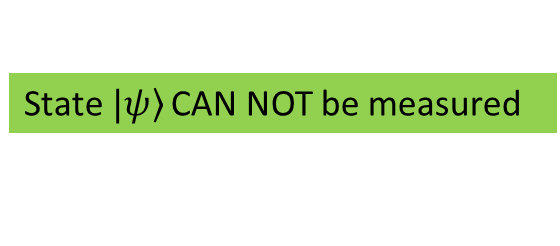 State |ψ⟩ CAN NOT be measured